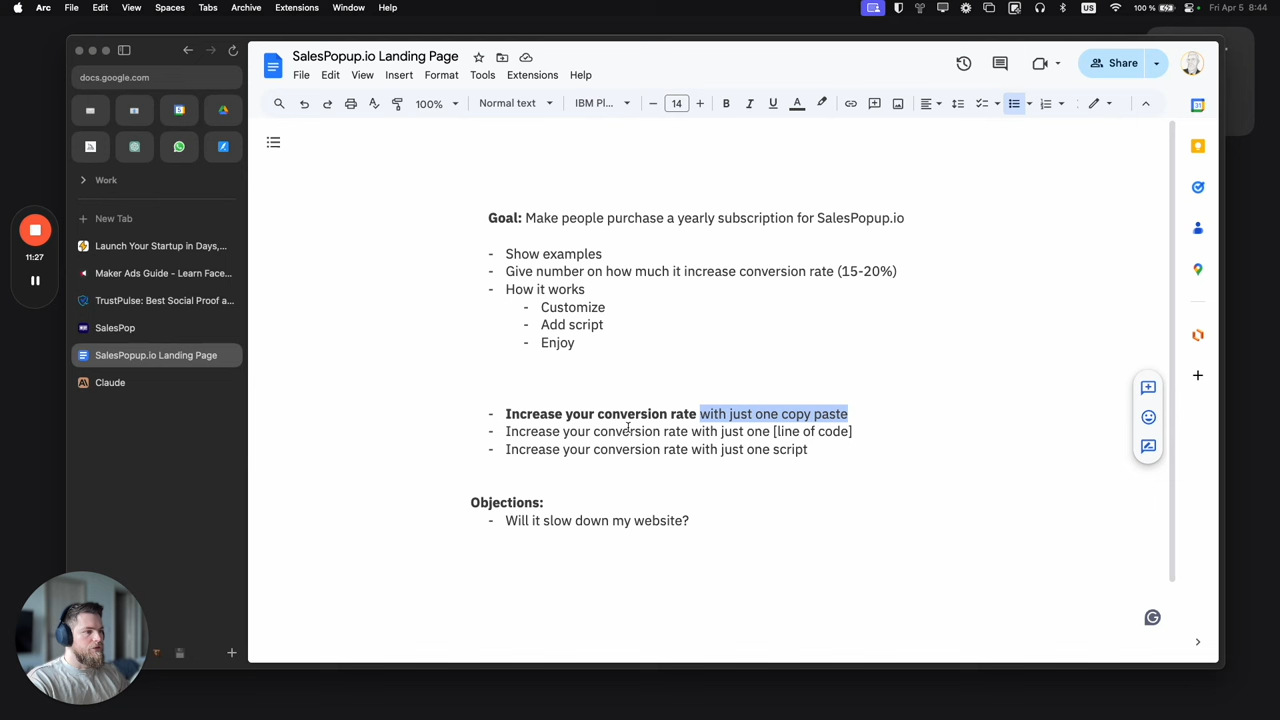 Arc File Edit View Spaces Tabs Archive Extensions Window Help
US 100 % Fri Apr 5 8:44
docs.google.com
Work
New Tab
Launch Your Startup in Days,...
Maker Ads Guide - Learn Face...
TrustPulse: Best Social Proof a...
SalesPop
SalesPopup.io Landing Page
Claude
11:27
SalesPopup.io Landing Page
File Edit View Insert Format Tools Extensions Help
Share
100% Normal text IBM Pl... 14 B I U A
Goal: Make people purchase a yearly subscription for SalesPopup.io
- Show examples
- Give number on how much it increase conversion rate (15-20%)
- How it works
- Customize
- Add script
- Enjoy
- Increase your conversion rate with just one copy paste
- Increase your conversion rate with just one [line of code]
- Increase your conversion rate with just one script
Objections:
- Will it slow down my website?